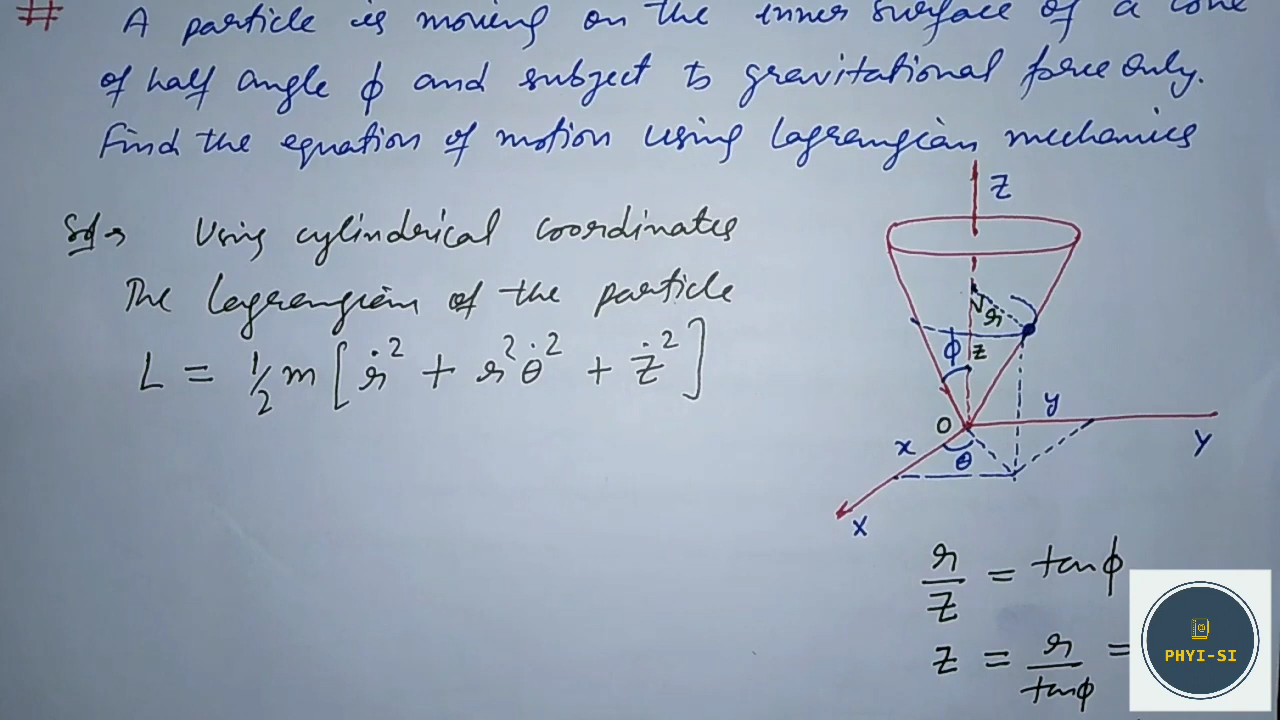 # A particle is moving on the inner surface of a cone
of half angle ϕ and subject to gravitational force only.
Find the equation of motion using Lagrangian mechanics
Sol→ Using cylindrical coordinates
The Lagrangian of the particle
L = 1/2 m [ṙ² + r²θ̇² + ż²]
Z
r
ϕ z
O y
Y
x
θ
X
r/z = tanϕ
z = r/tanϕ =
PHYI-SI